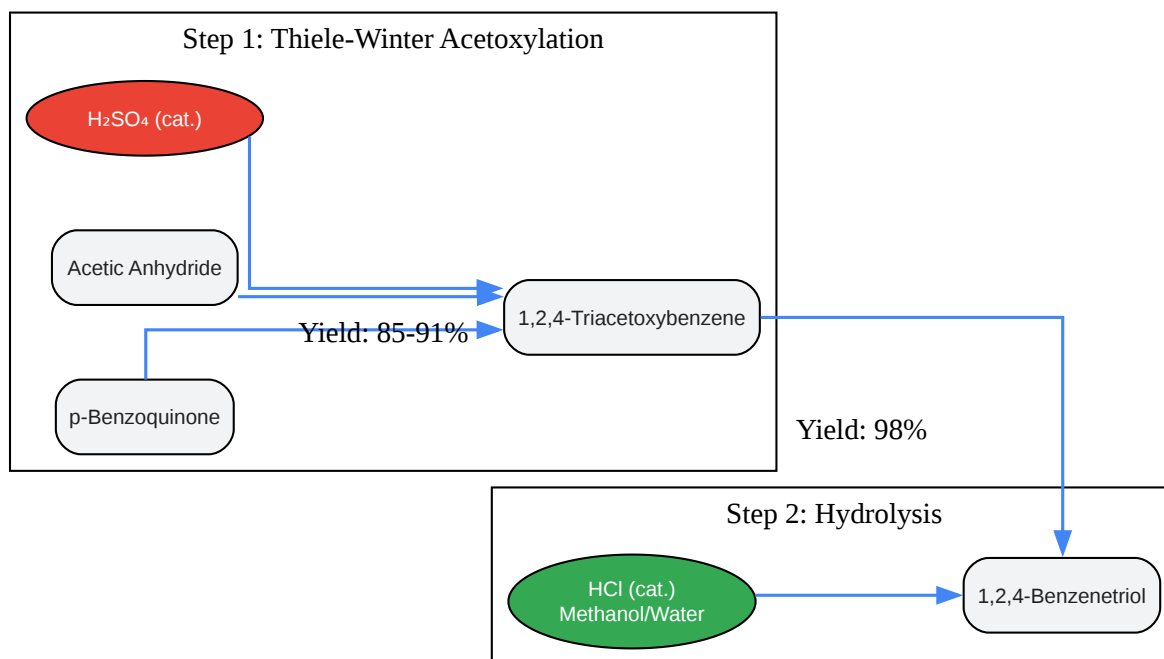 Step 1: Thiele-Winter Acetoxylation
H₂SO₄ (cat.)
Acetic Anhydride
1,2,4-Triacetoxybenzene
Yield: 85-91%
p-Benzoquinone
Yield: 98%
Step 2: Hydrolysis
HCl (cat.)
Methanol/Water
1,2,4-Benzenetriol